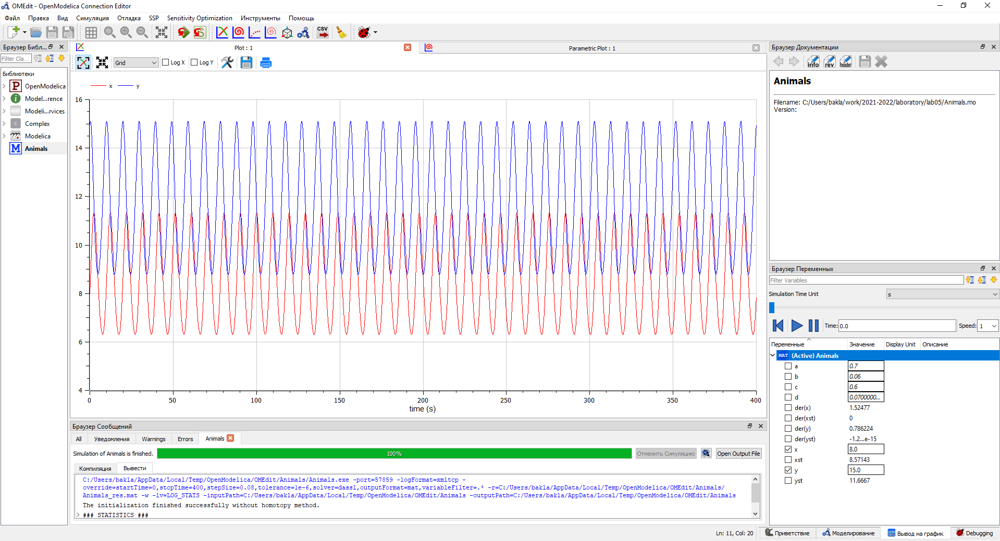 OMEdit - OpenModelica Connection Editor
Файл Правка Вид Симуляция Отладка SSP Sensitivity Optimization Инструменты Помощь
CSV
Браузер Библ...
Filter Cla...
Библиотеки
P OpenModelica
i Model...rence
Modeli...rvices
C Complex
Modelica
M Animals
Plot : 1
Parametric Plot : 1
Grid Log X Log Y
x y
16
14
12
10
8
6
4
0 50 100 150 200 250 300 350 400
time (s)
Браузер Сообщений
All Уведомления Warnings Errors Animals
Simulation of Animals is finished. 100% Отменить Симуляцию Open Output File
Компиляция Вывести
C:/Users/bakla/AppData/Local/Temp/OpenModelica/OMEdit/Animals/Animals.exe -port=57859 -logFormat=xmltcp -
override=startTime=0,stopTime=400,stepSize=0.08,tolerance=1e-6,solver=dassl,outputFormat=mat,variableFilter=.* -r=C:/Users/bakla/AppData/Local/Temp/OpenModelica/OMEdit/Animals/
Animals_res.mat -w -lv=LOG_STATS -inputPath=C:/Users/bakla/AppData/Local/Temp/OpenModelica/OMEdit/Animals -outputPath=C:/Users/bakla/AppData/Local/Temp/OpenModelica/OMEdit/Animals
The initialization finished successfully without homotopy method.
### STATISTICS ###
Браузер Документации
info rev header
Animals
Filename: C:/Users/bakla/work/2021-2022/laboratory/lab05/Animals.mo
Version:
Браузер Переменных
Filter Variables
Simulation Time Unit s
Time: 0.0 Speed: 1
Переменные Значение Display Unit Описание
MAT (Active) Animals
a 0.7
b 0.06
c 0.6
d 0.0700000...
der(x) 1.52477
der(xst) 0
der(y) 0.786224
der(yst) -1.2...e-15
x 8.0
xst 8.57143
y 15.0
yst 11.6667
Ln: 11, Col: 20 Приветствие Моделирование Вывод на график Debugging